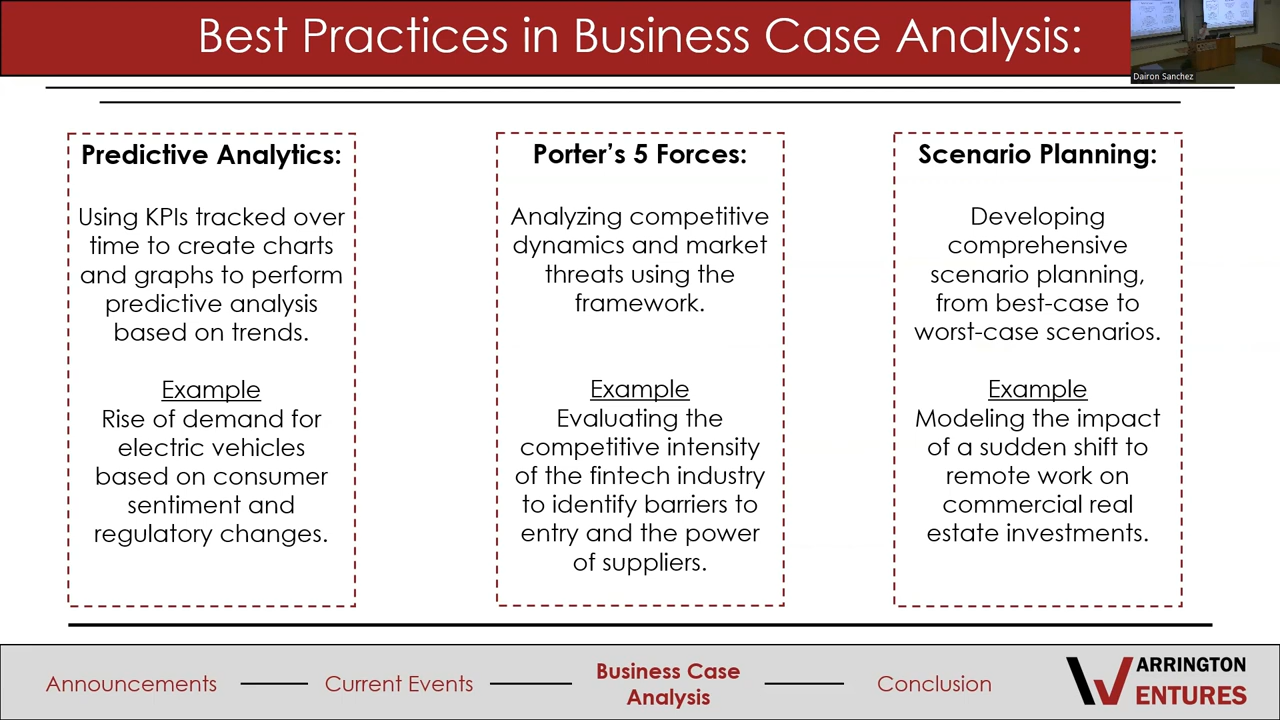 Best Practices in Business Case Analysis:
Dairon Sanchez
Predictive Analytics:
Using KPIs tracked over
time to create charts
and graphs to perform
predictive analysis
based on trends.
Example
Rise of demand for
electric vehicles
based on consumer
sentiment and
regulatory changes.
Porter’s 5 Forces:
Analyzing competitive
dynamics and market
threats using the
framework.
Example
Evaluating the
competitive intensity
of the fintech industry
to identify barriers to
entry and the power
of suppliers.
Scenario Planning:
Developing
comprehensive
scenario planning,
from best-case to
worst-case scenarios.
Example
Modeling the impact
of a sudden shift to
remote work on
commercial real
estate investments.
Announcements
Current Events
Business Case
Analysis
Conclusion
WARRINGTON
VENTURES